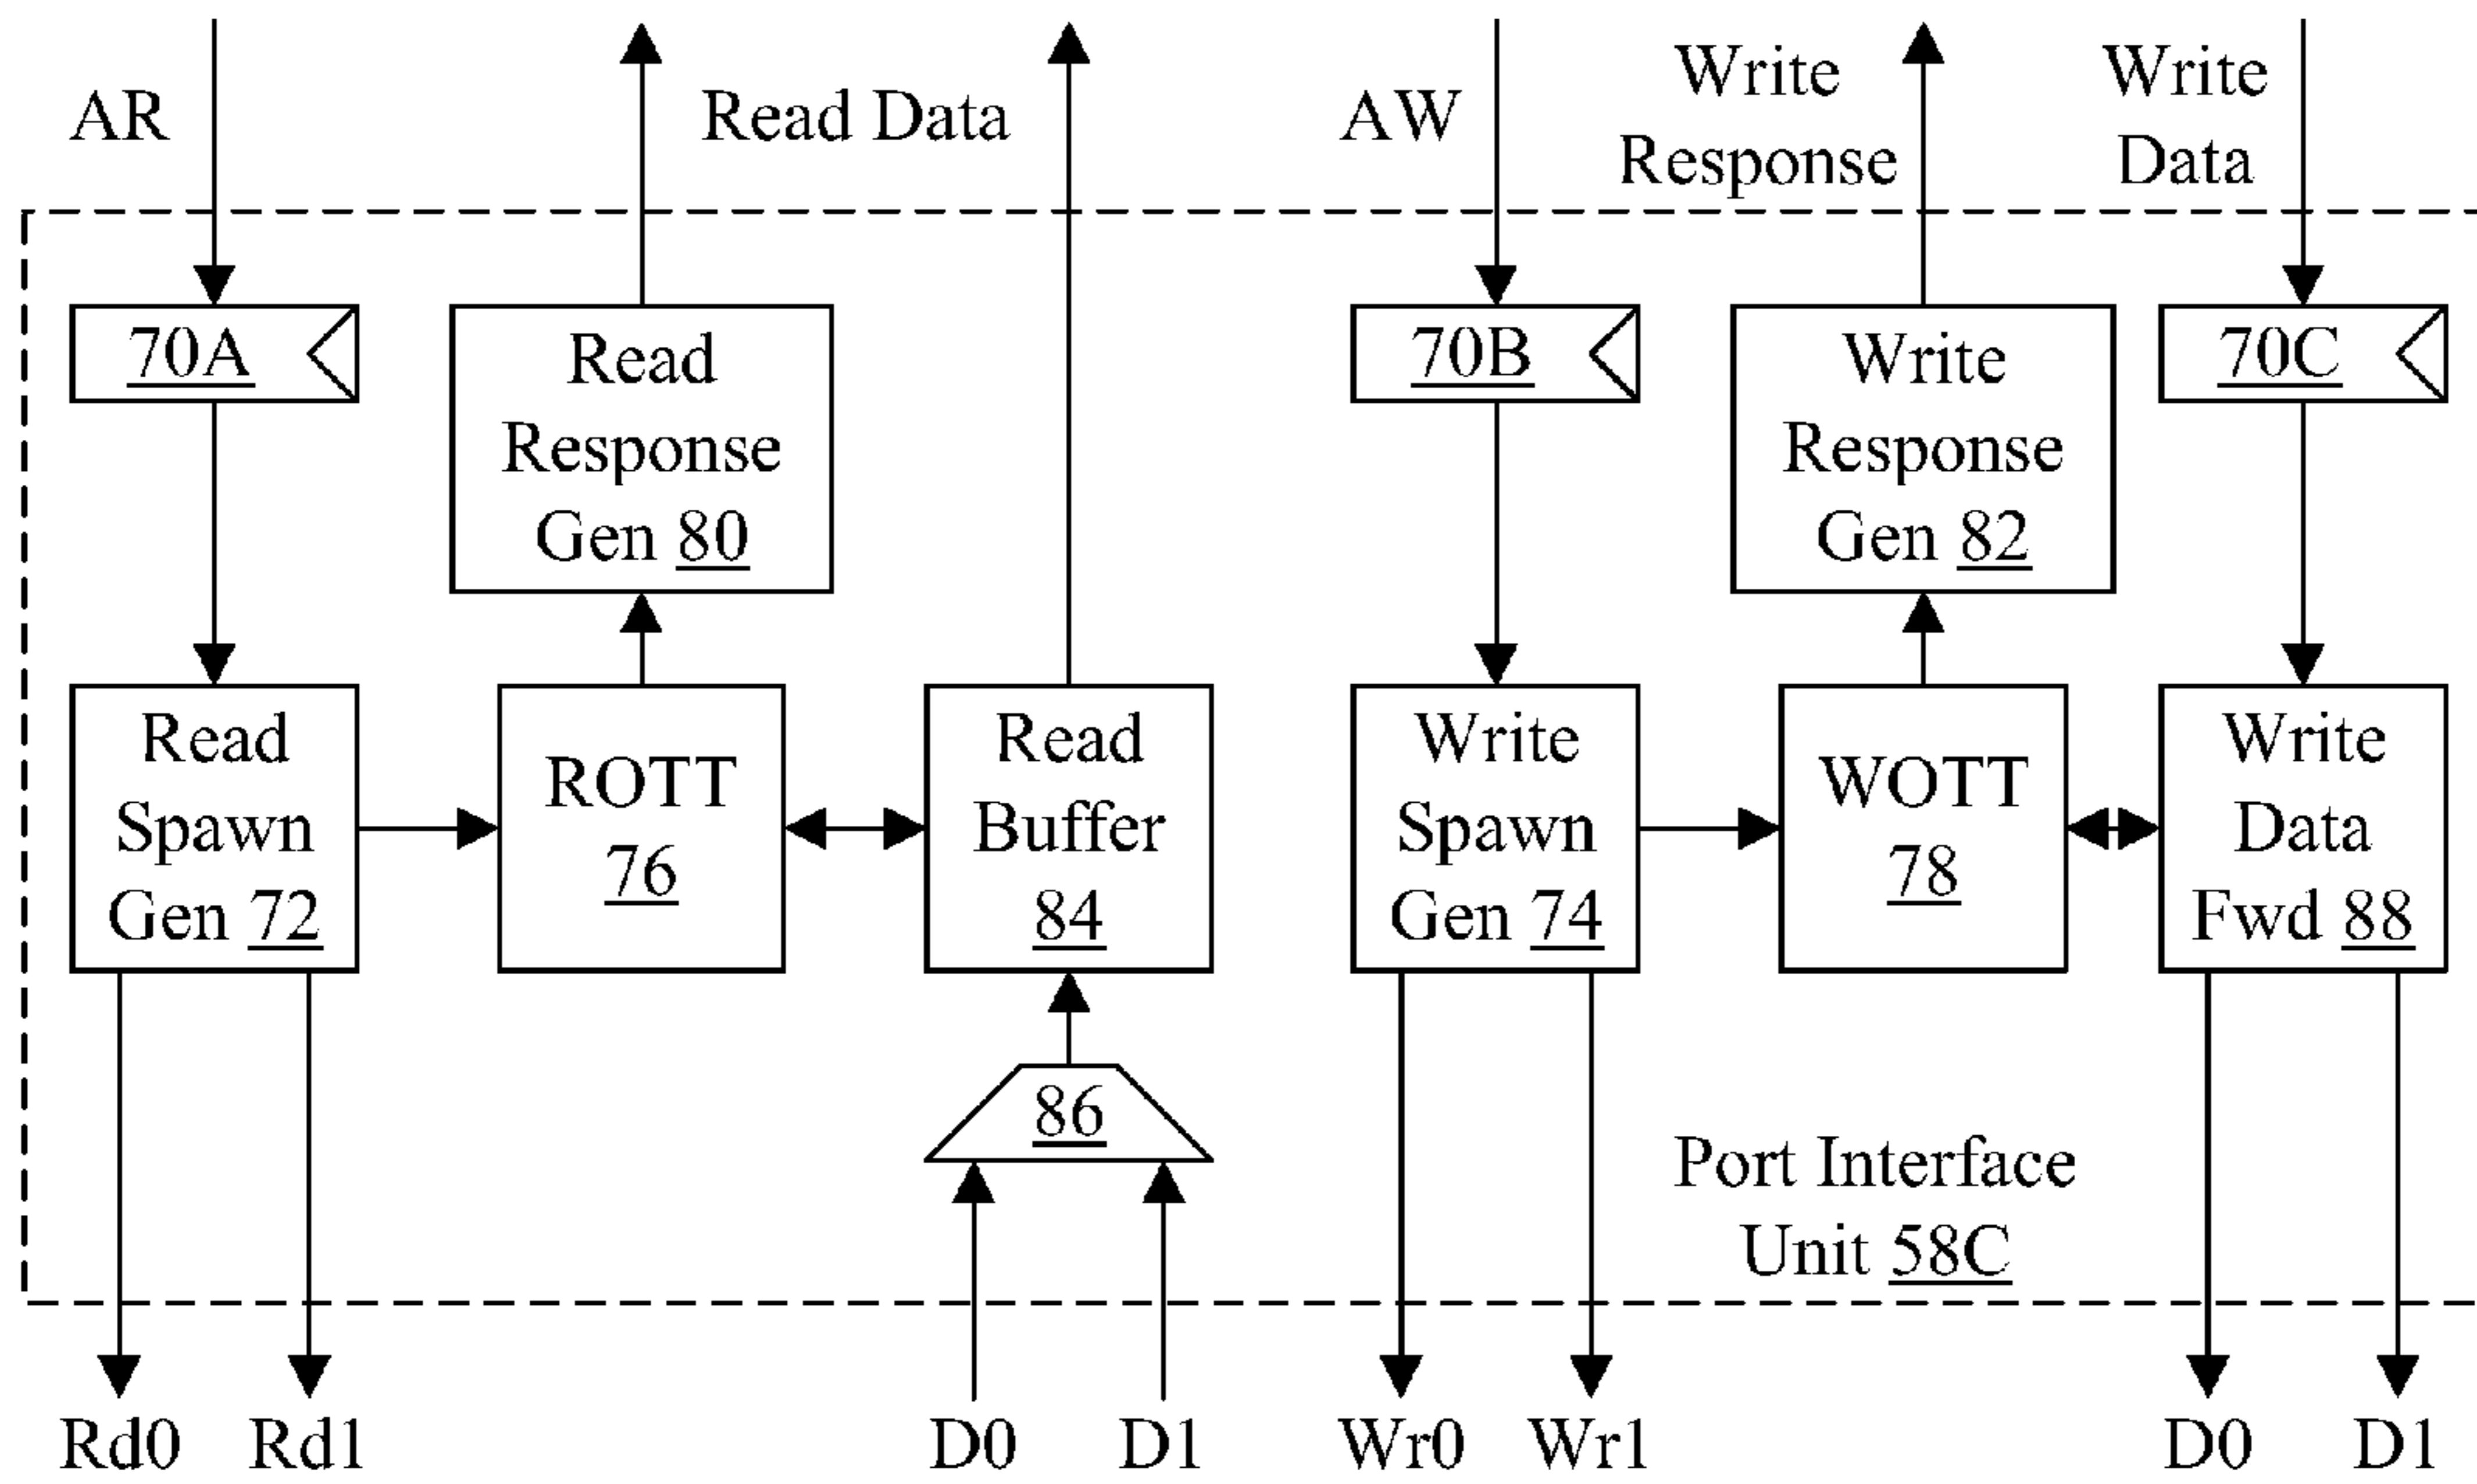 AR
Read Data
AW
Write
Response
Write
Data
70A
Read
Response
Gen 80
70B
Write
Response
Gen 82
70C
Read
Spawn
Gen 72
ROTT
76
Read
Buffer
84
Write
Spawn
Gen 74
WOTT
78
Write
Data
Fwd 88
86
Port Interface
Unit 58C
Rd0
Rd1
D0
D1
Wr0
Wr1
D0
D1